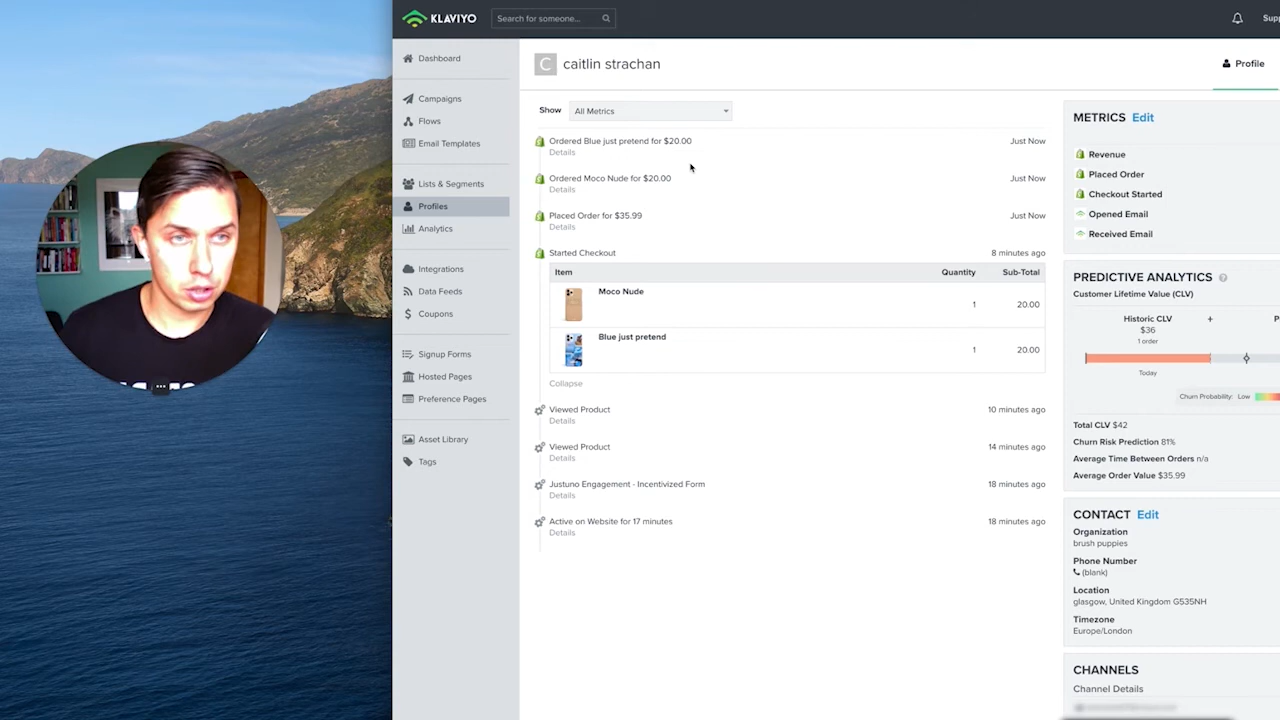 KLAVIYO
Search for someone...
Supp
Dashboard
Campaigns
Flows
Email Templates
Lists & Segments
Profiles
Analytics
Integrations
Data Feeds
Coupons
Signup Forms
Hosted Pages
Preference Pages
Asset Library
Tags
C caitlin strachan
Profile
Show All Metrics
Ordered Blue just pretend for $20.00 Just Now
Details
Ordered Moco Nude for $20.00 Just Now
Details
Placed Order for $35.99 Just Now
Details
Started Checkout 8 minutes ago
Item Quantity Sub-Total
Moco Nude
1 20.00
Blue just pretend
1 20.00
Collapse
Viewed Product 10 minutes ago
Details
Viewed Product 14 minutes ago
Details
Justuno Engagement - Incentivized Form 18 minutes ago
Details
Active on Website for 17 minutes 18 minutes ago
Details
METRICS Edit
Revenue
Placed Order
Checkout Started
Opened Email
Received Email
PREDICTIVE ANALYTICS ?
Customer Lifetime Value (CLV)
Historic CLV + P
$36
1 order
Today
Churn Probability: Low
Total CLV $42
Churn Risk Prediction 81%
Average Time Between Orders n/a
Average Order Value $35.99
CONTACT Edit
Organization
brush puppies
Phone Number
(blank)
Location
glasgow, United Kingdom G535NH
Timezone
Europe/London
CHANNELS
Channel Details